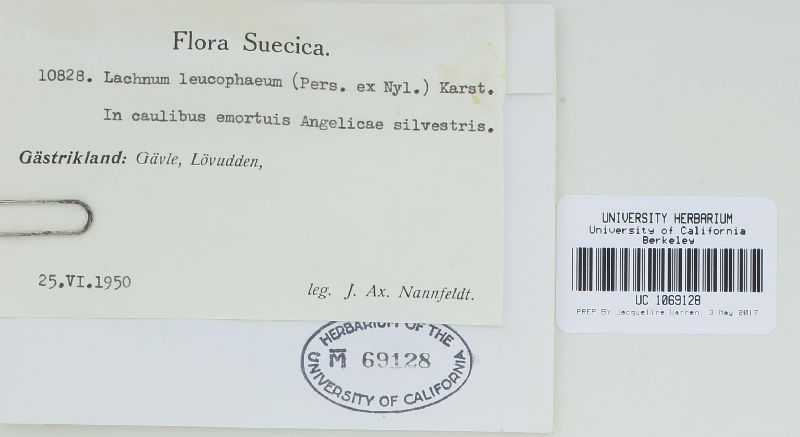 Flora Suecica.
10828. Lachnum leucophaeum (Pers. ex Nyl.) Karst.
In caulibus emortuis Angelicae silvestris.
Gästrikland: Gävle, Lövudden,
25.VI.1950
leg. J. Ax. Nannfeldt.
HERBARIUM OF THE
M 69128
UNIVERSITY OF CALIFORNIA
UNIVERSITY HERBARIUM
University of California
Berkeley
UC 1069128
PREP BY Jacqueline Warren, 3 May 2017